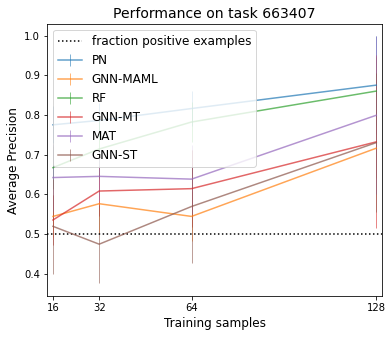 Performance on task 663407
1.0
0.9
0.8
0.7
0.6
0.5
0.4
Average Precision
fraction positive examples
PN
GNN-MAML
RF
GNN-MT
MAT
GNN-ST
16 32 64 128
Training samples